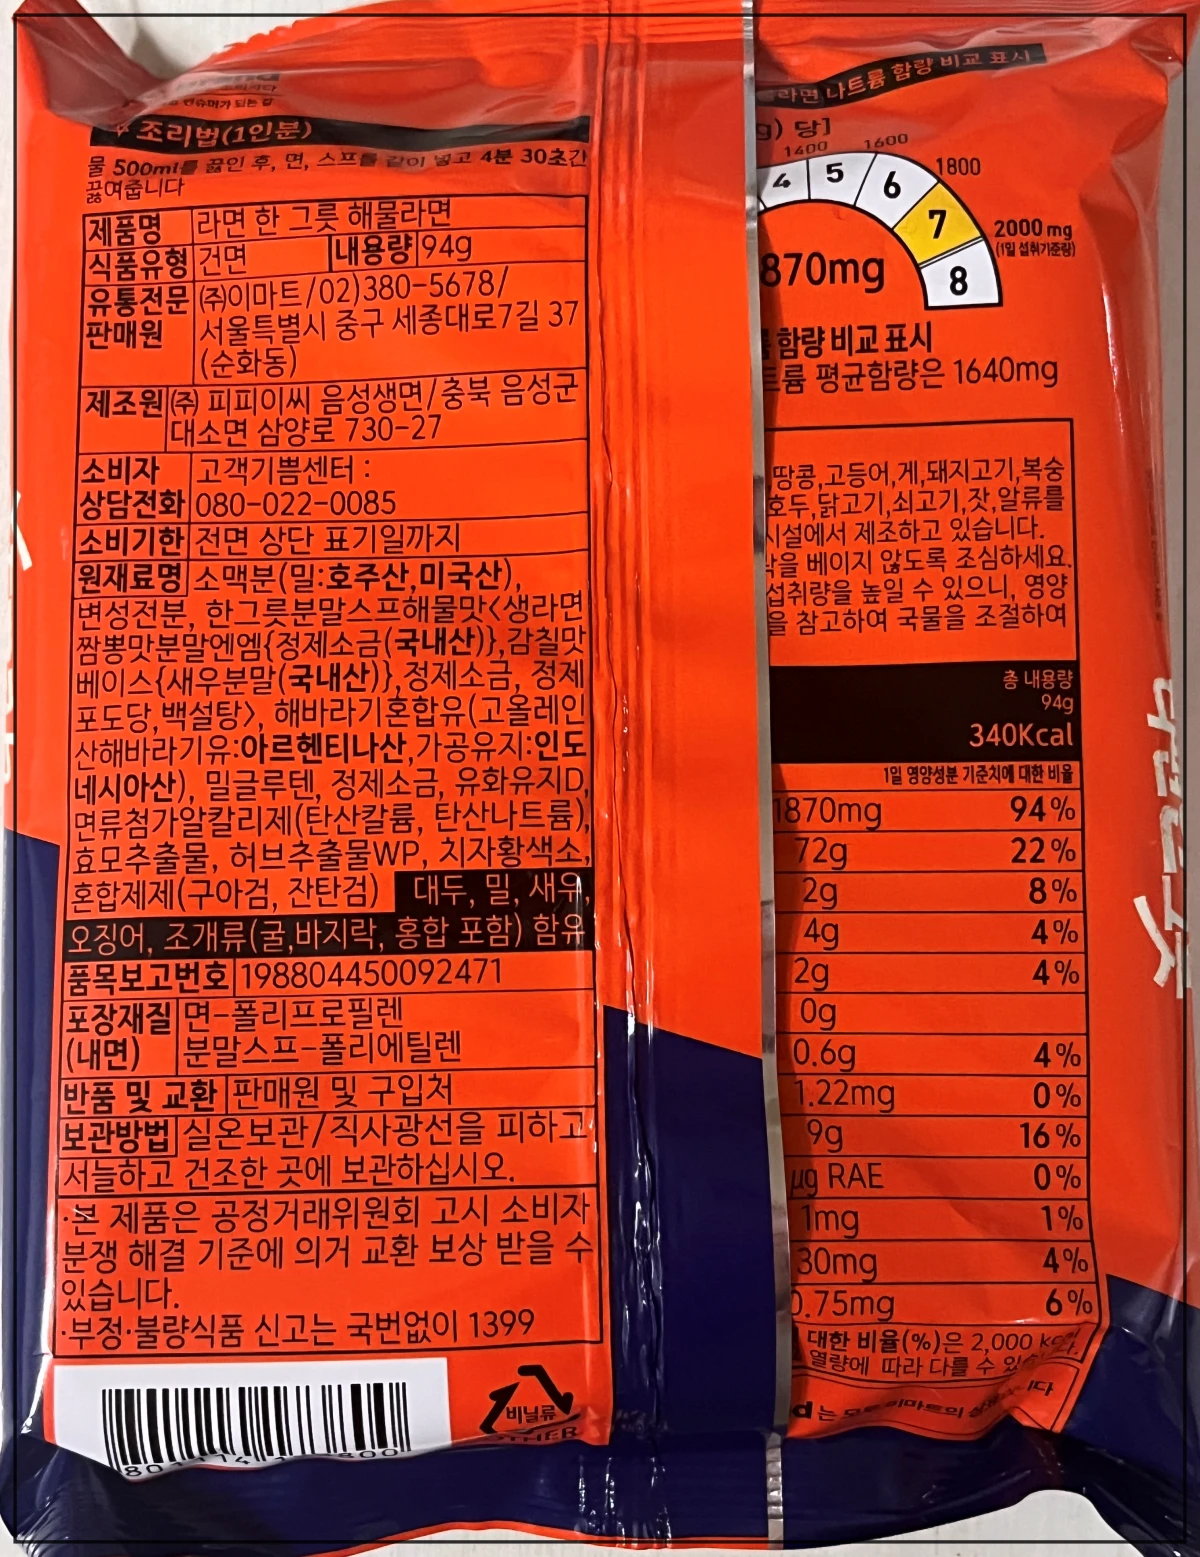 조리법(1인분)
물 500ml를 끓인 후, 면, 스프를 같이 넣고 4분 30초간
끓여줍니다
제품명 라면 한 그릇 해물라면
식품유형 건면 내용량 94g
유통전문 ㈜이마트/02)380-5678/
판매원 서울특별시 중구 세종대로7길 37
(순화동)
제조원 ㈜ 피피이씨 음성생면/충북 음성군
대소면 삼양로 730-27
소비자 고객기쁨센터 :
상담전화 080-022-0085
소비기한 전면 상단 표기일까지
원재료명 소맥분(밀:호주산,미국산),
변성전분, 한그릇분말스프해물맛<생라면
짬뽕맛분말엔엠{정제소금(국내산)},감칠맛
베이스{새우분말(국내산)},정제소금, 정제
포도당,백설탕>, 해바라기혼합유(고올레인
산해바라기유:아르헨티나산,가공유지:인도
네시아산), 밀글루텐, 정제소금, 유화유지D,
면류첨가알칼리제(탄산칼륨, 탄산나트륨),
효모추출물, 허브추출물WP, 치자황색소,
혼합제제(구아검, 잔탄검) 대두, 밀, 새우,
오징어, 조개류(굴,바지락, 홍합 포함) 함유
품목보고번호 198804450092471
포장재질 면-폴리프로필렌
(내면) 분말스프-폴리에틸렌
반품 및 교환 판매원 및 구입처
보관방법 실온보관/직사광선을 피하고
서늘하고 건조한 곳에 보관하십시오.
·본 제품은 공정거래위원회 고시 소비자
분쟁 해결 기준에 의거 교환 보상 받을 수
있습니다.
·부정·불량식품 신고는 국번없이 1399
비닐류
OTHER
라면 나트륨 함량 비교 표시
g) 당]
1400 1600 1800
4 5 6 7 8
2000 mg
(1일 섭취기준량)
870mg
함량 비교 표시
륨 평균함량은 1640mg
땅콩,고등어,게,돼지고기,복숭
호두,닭고기,쇠고기,잣,알류를
시설에서 제조하고 있습니다.
을 베이지 않도록 조심하세요.
섭취량을 높일 수 있으니, 영양
을 참고하여 국물을 조절하여
총 내용량
94g
340Kcal
1일 영양성분 기준치에 대한 비율
1870mg 94%
72g 22%
2g 8%
4g 4%
2g 4%
0g
0.6g 4%
1.22mg 0%
9g 16%
µg RAE 0%
1mg 1%
30mg 4%
0.75mg 6%
대한 비율(%)은 2,000
열량에 따라 다를 수